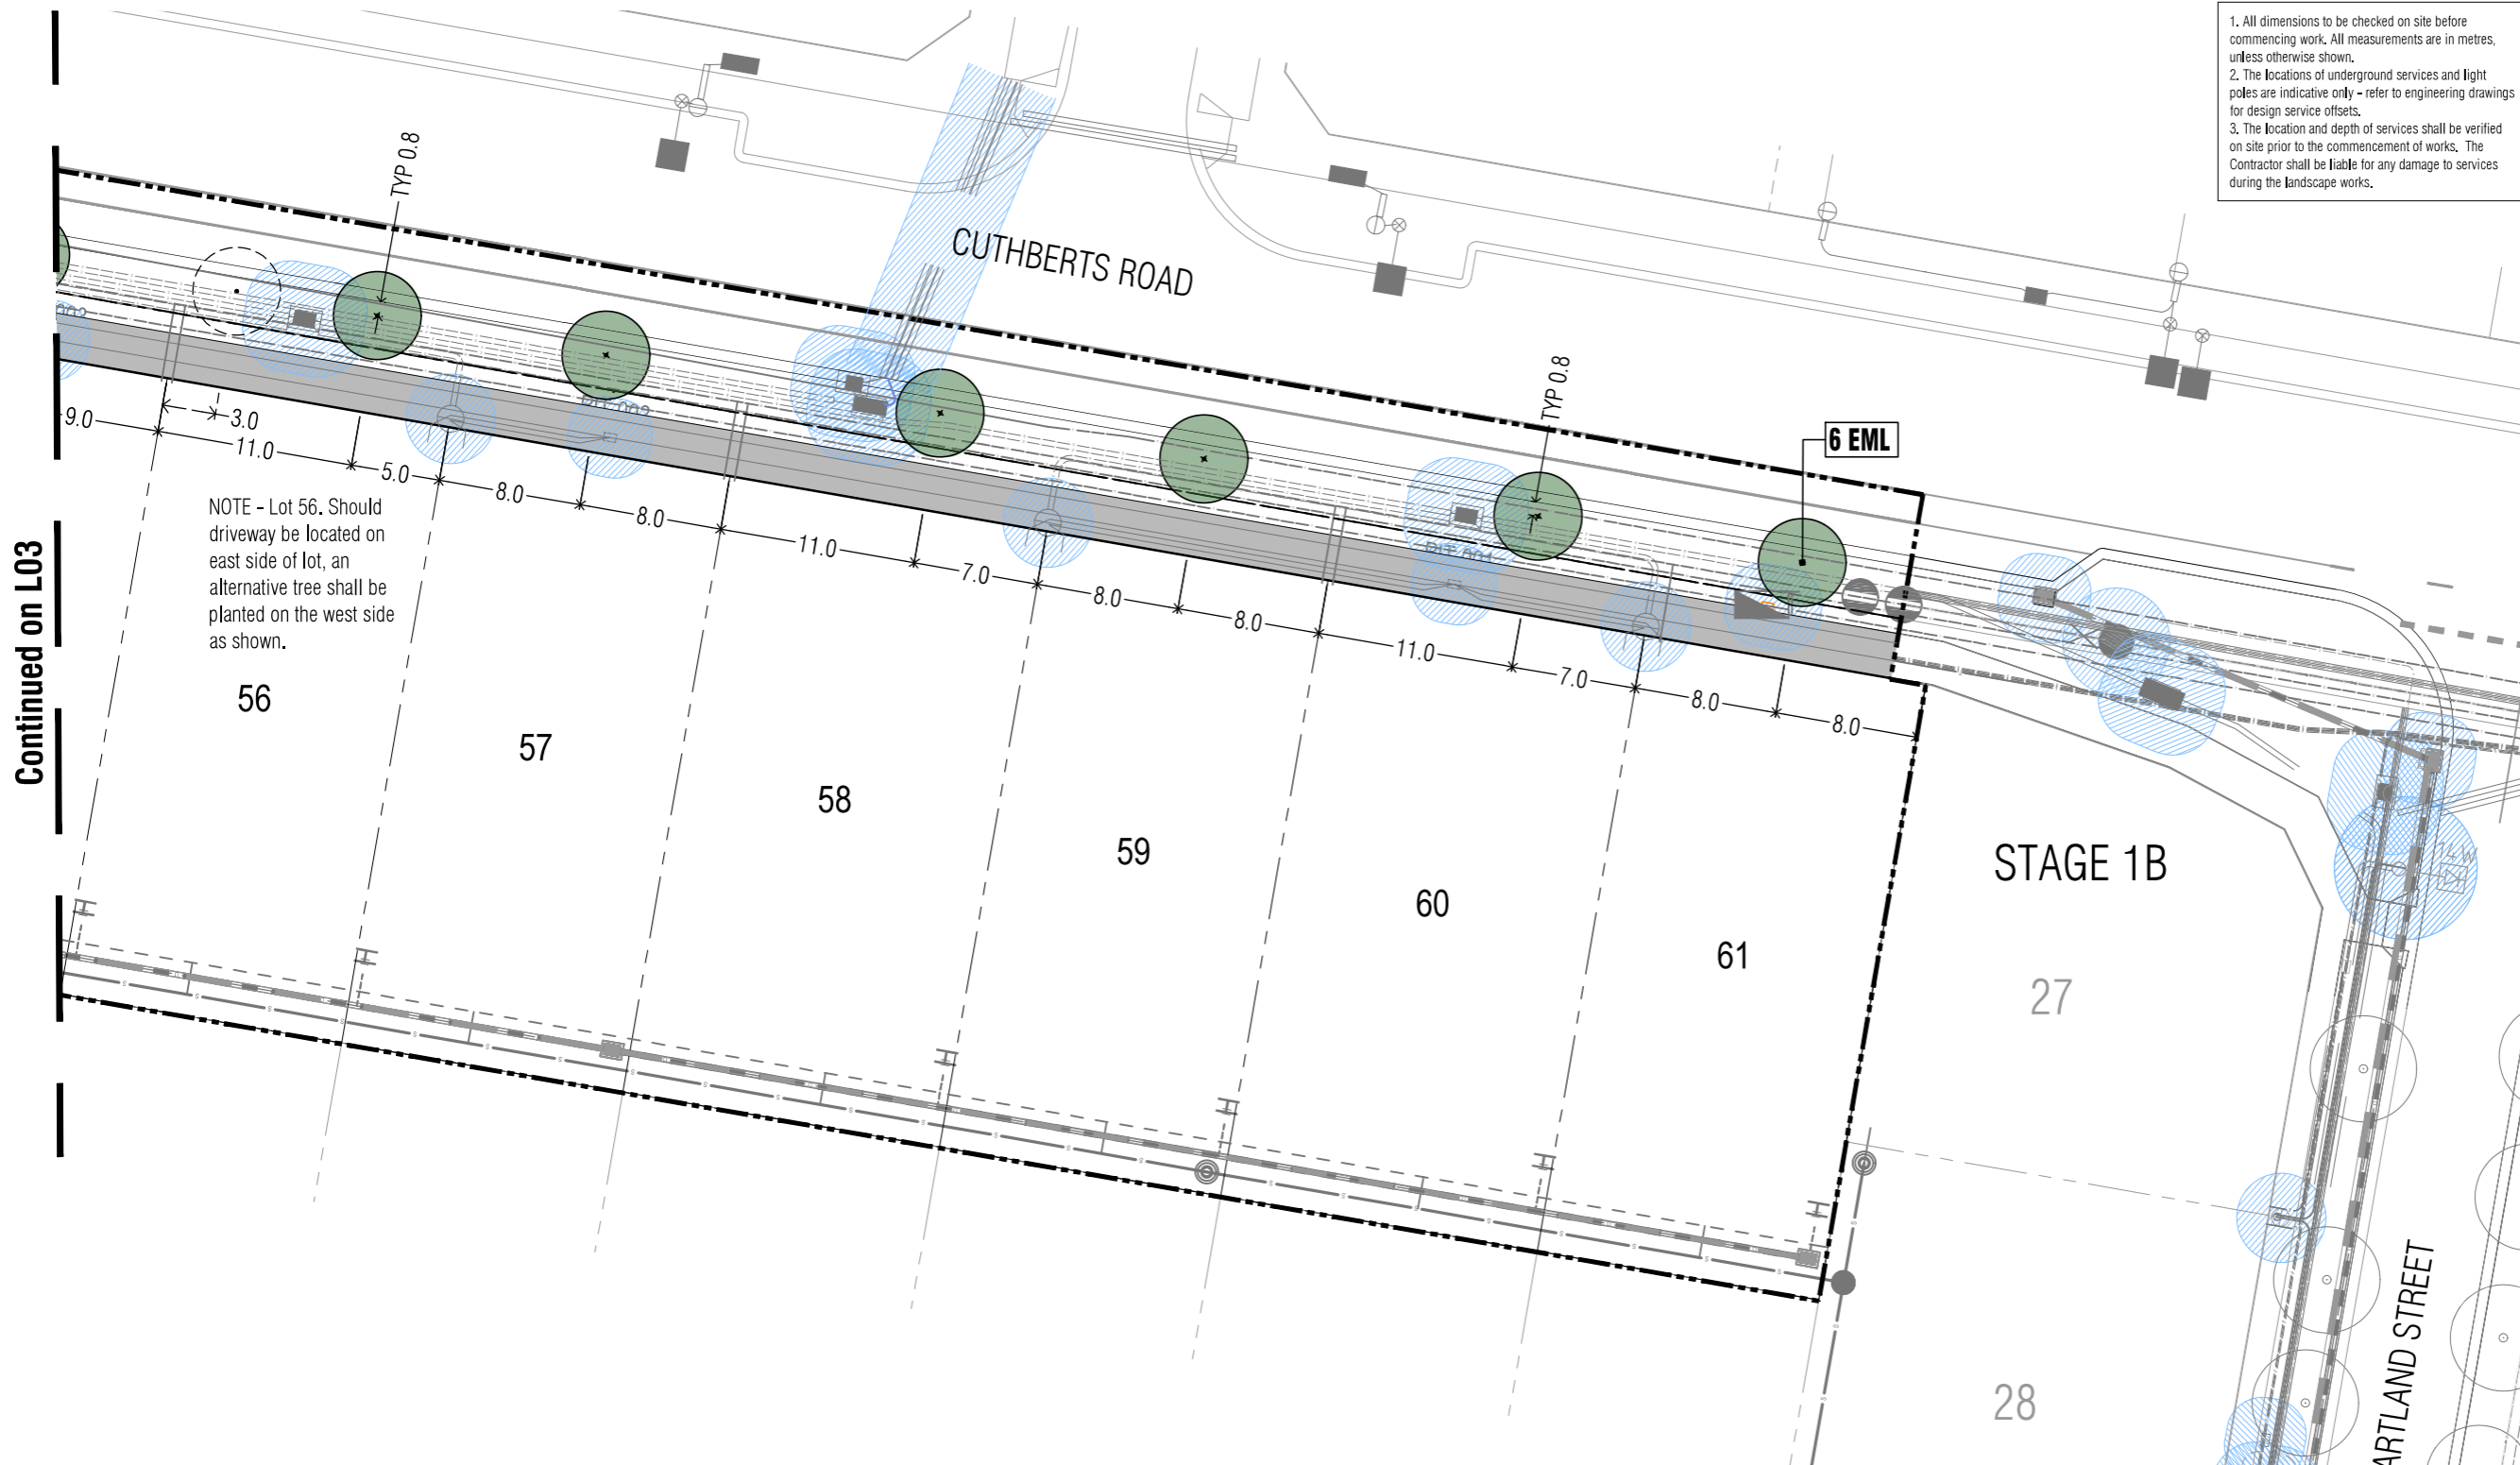 1. All dimensions to be checked on site before
commencing work. All measurements are in metres,
unless otherwise shown.
2. The locations of underground services and light
poles are indicative only - refer to engineering drawings
for design service offsets.
3. The location and depth of services shall be verified
on site prior to the commencement of works. The
Contractor shall be liable for any damage to services
during the landscape works.
TYP 0.8
CUTHBERTS ROAD
TYP 0.8
6 EML
9.0
3.0
11.0
5.0
8.0
8.0
11.0
7.0
8.0
8.0
11.0
7.0
8.0
8.0
NOTE - Lot 56. Should
driveway be located on
east side of lot, an
alternative tree shall be
planted on the west side
as shown.
Continued on L03
56
57
58
59
60
61
STAGE 1B
27
28
ARTLAND STREET